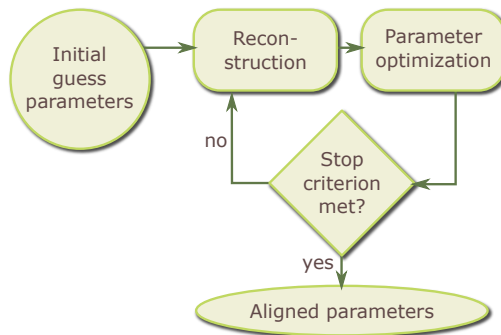 Initial
guess
parameters
Recon-
struction
Parameter
optimization
no
Stop
criterion
met?
yes
Aligned parameters